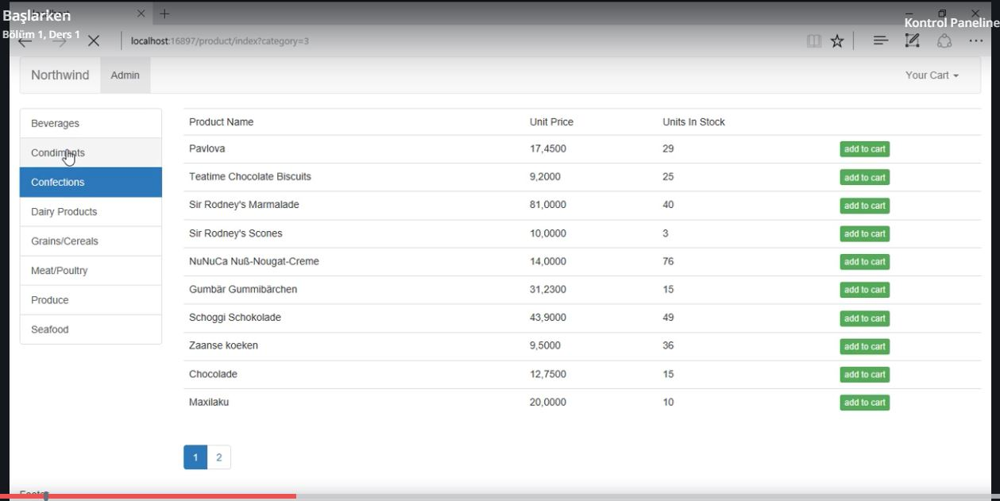 Başlarken
Bölüm 1, Ders 1
Kontrol Paneline
localhost:16897/product/index?category=3
Northwind
Admin
Your Cart
Beverages
Condiments
Confections
Dairy Products
Grains/Cereals
Meat/Poultry
Produce
Seafood
Product Name Unit Price Units In Stock
Pavlova 17,4500 29 add to cart
Teatime Chocolate Biscuits 9,2000 25 add to cart
Sir Rodney's Marmalade 81,0000 40 add to cart
Sir Rodney's Scones 10,0000 3 add to cart
NuNuCa Nuß-Nougat-Creme 14,0000 76 add to cart
Gumbär Gummibärchen 31,2300 15 add to cart
Schoggi Schokolade 43,9000 49 add to cart
Zaanse koeken 9,5000 36 add to cart
Chocolade 12,7500 15 add to cart
Maxilaku 20,0000 10 add to cart
1 2